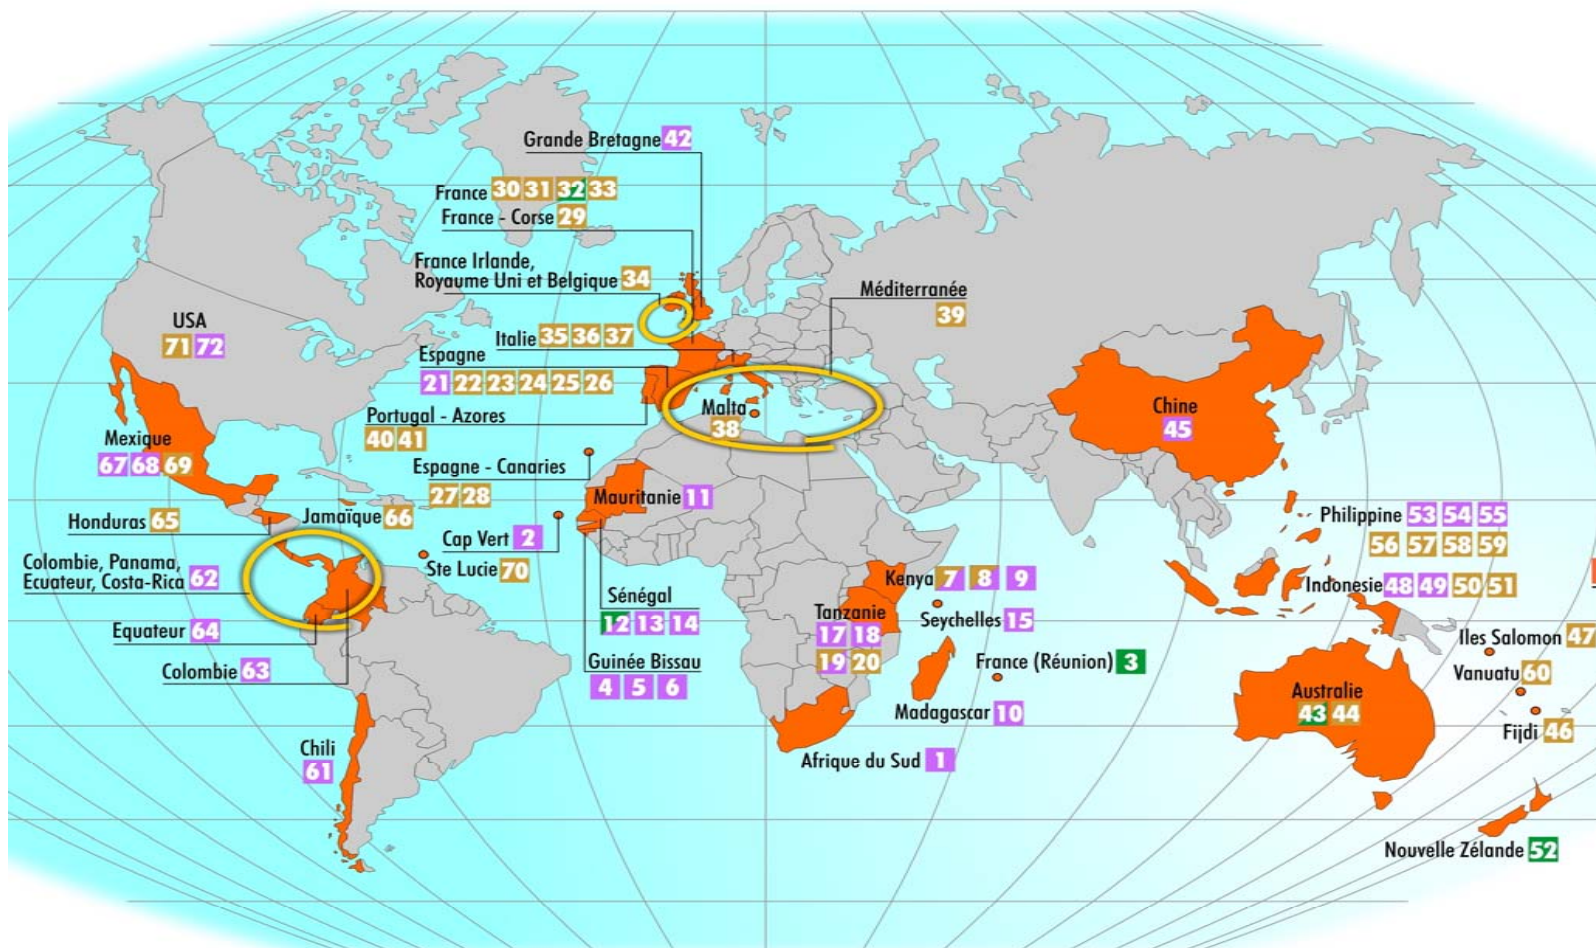 Grande Bretagne 42
France 30 31 32 33
France - Corse 29
France Irlande,
Royaume Uni et Belgique 34
Méditerranée
39
USA
71 72
Italie 35 36 37
Espagne
21 22 23 24 25 26
Malta
38
Portugal - Azores
40 41
Chine
45
Mexique
67 68 69
Espagne - Canaries
27 28
Mauritanie 11
Honduras 65
Jamaïque 66
Cap Vert 2
Ste Lucie 70
Philippine 53 54 55
56 57 58 59
Colombie, Panama,
Ecuateur, Costa-Rica 62
Kenya 7 8 9
Indonesie 48 49 50 51
Sénégal
12 13 14
Tanzanie
17 18
19 20
Seychelles 15
Equateur 64
Iles Salomon 47
Colombie 63
Guinée Bissau
4 5 6
France (Réunion) 3
Vanuatu 60
Australie
43 44
Madagascar 10
Fijdi 46
Chili
61
Afrique du Sud 1
Nouvelle Zélande 52